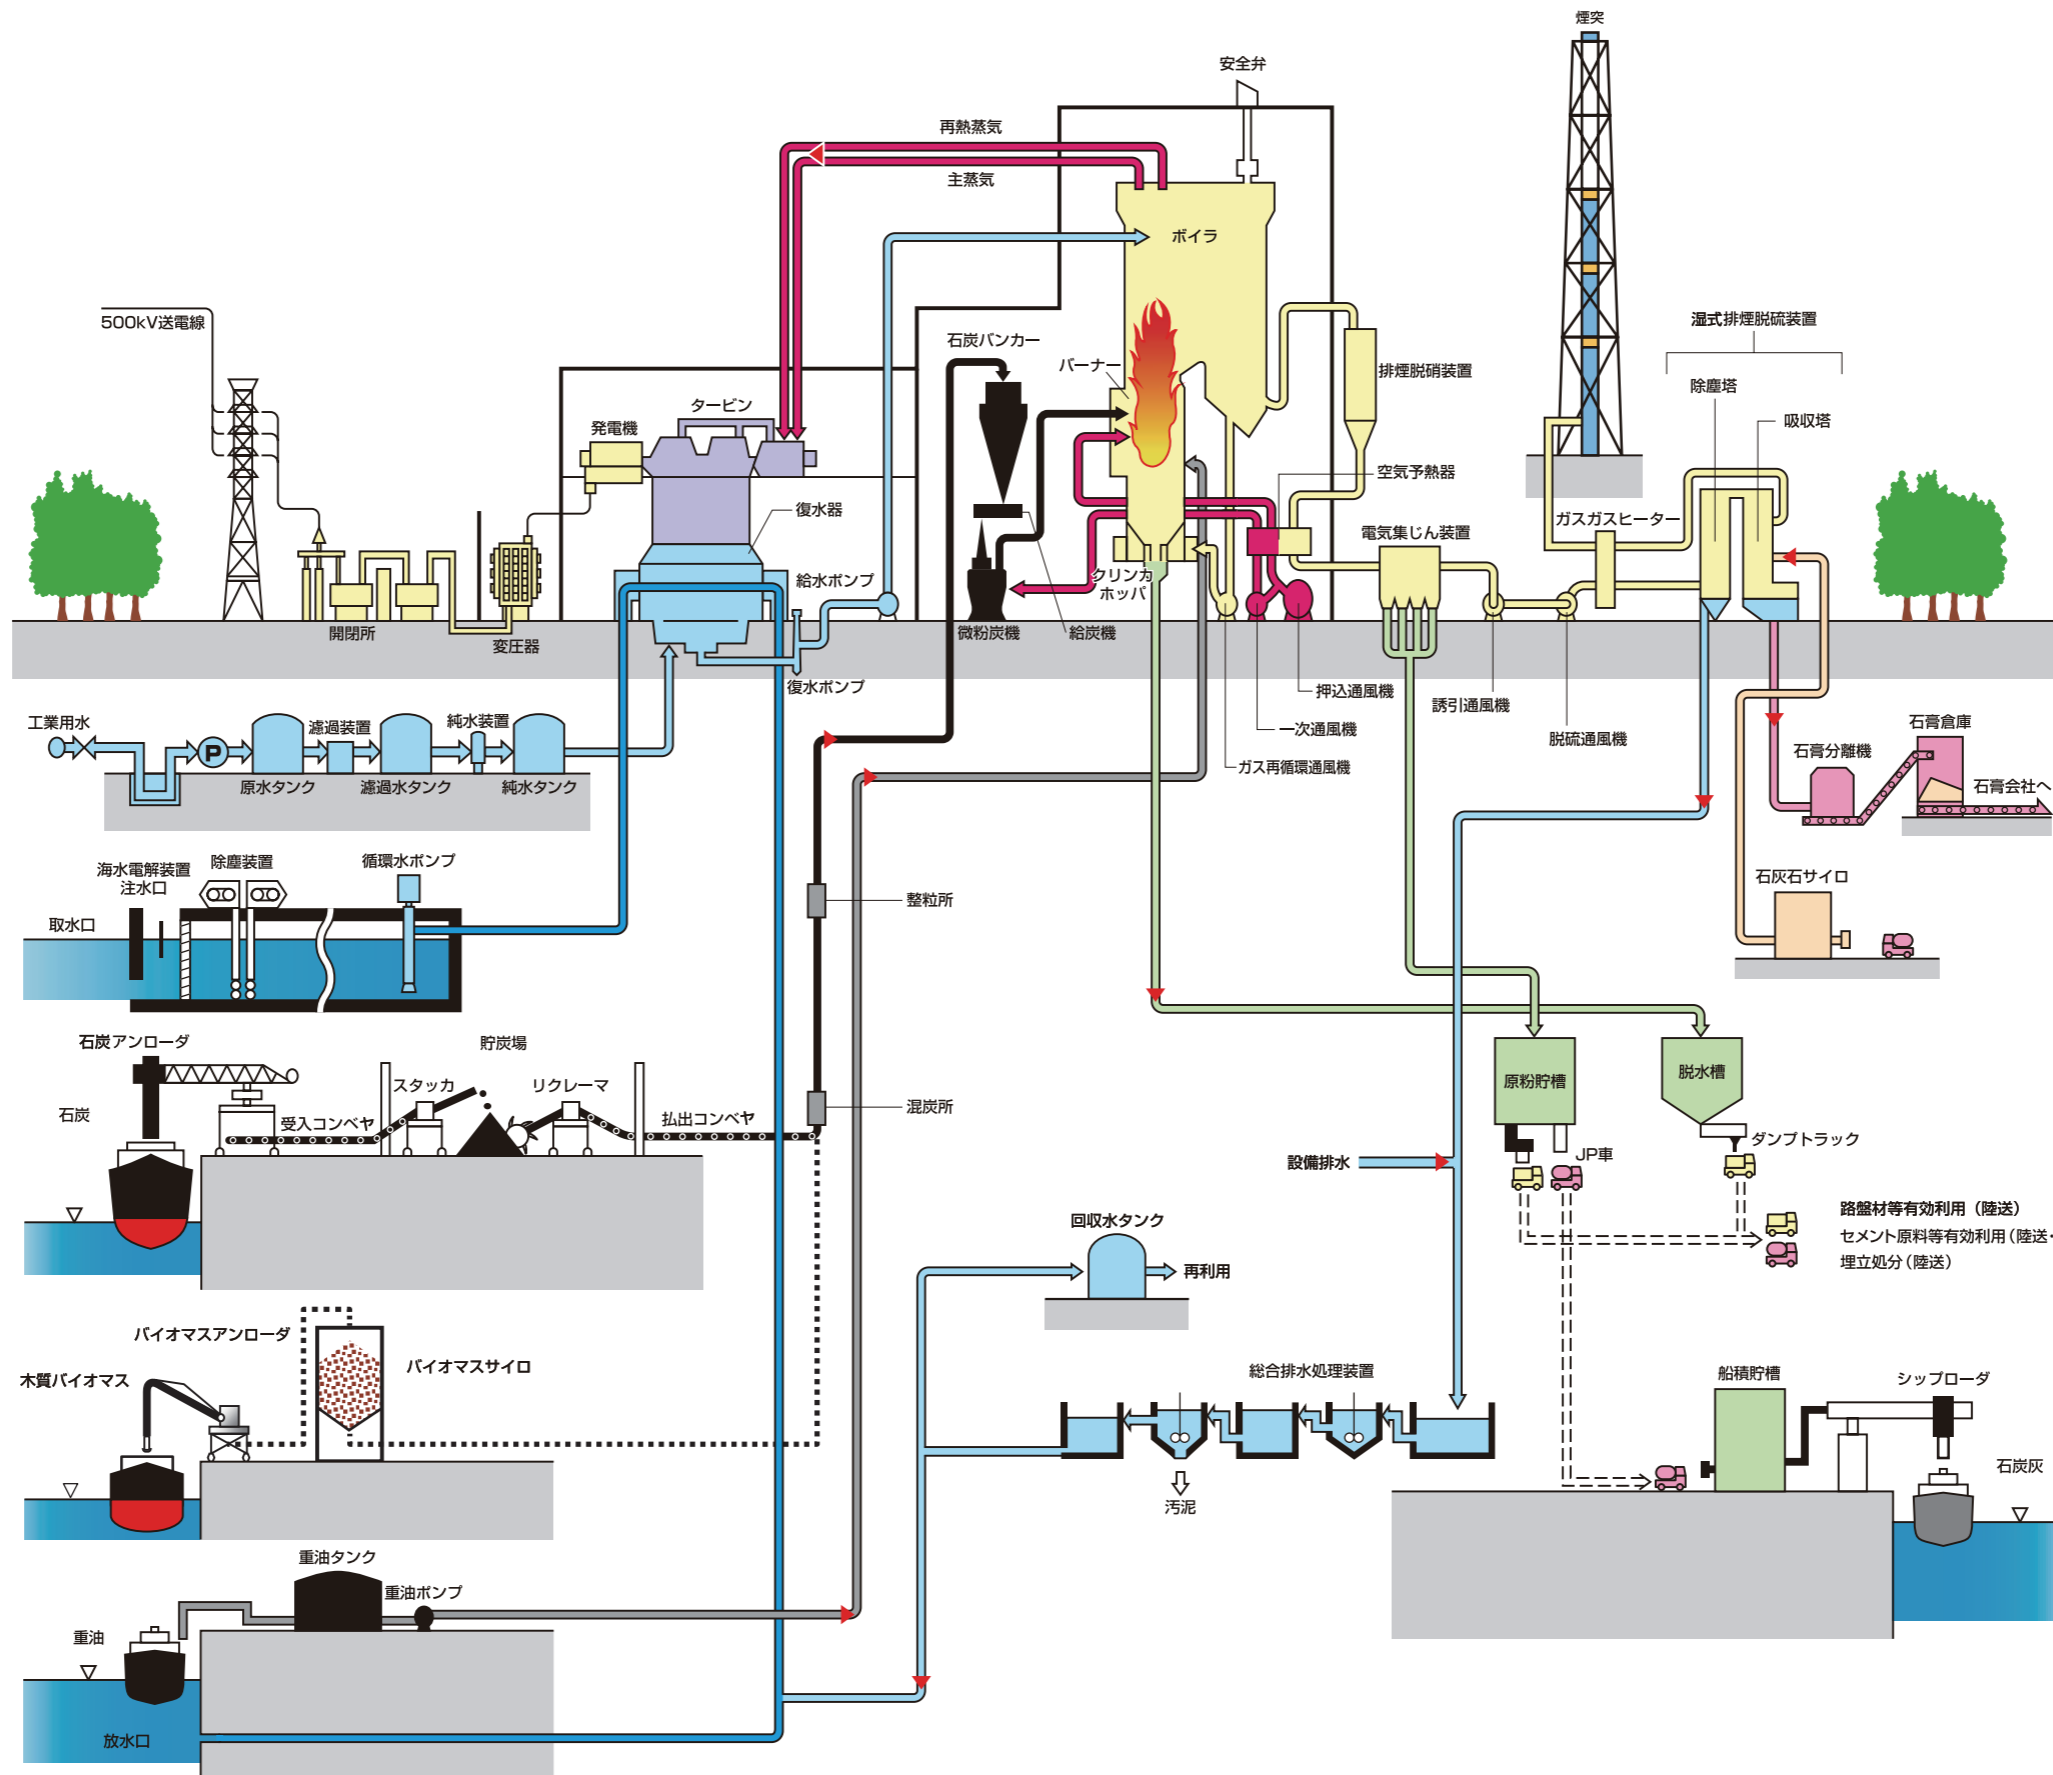 煙突
安全弁
再熱蒸気
主蒸気
ボイラ
500kV送電線
石炭バンカー
バーナー
排煙脱硝装置
湿式排煙脱硫装置
除塵塔
吸収塔
タービン
発電機
復水器
空気予熱器
電気集じん装置
ガスガスヒーター
給水ポンプ
クリンカ
ホッパ
開閉所
変圧器
微粉炭機
給炭機
復水ポンプ
押込通風機
一次通風機
ガス再循環通風機
誘引通風機
脱硫通風機
工業用水
P
濾過装置
純水装置
原水タンク
濾過水タンク
純水タンク
石膏倉庫
石膏分離機
石膏会社へ
海水電解装置
注水口
除塵装置
循環水ポンプ
取水口
整粒所
石灰石サイロ
石炭アンローダ
貯炭場
スタッカ
リクレーマ
石炭
受入コンベヤ
払出コンベヤ
混炭所
原粉貯槽
脱水槽
ダンプトラック
JP車
設備排水
路盤材等有効利用（陸送）
セメント原料等有効利用（陸送・
埋立処分（陸送）
回収水タンク
再利用
バイオマスアンローダ
バイオマスサイロ
木質バイオマス
総合排水処理装置
汚泥
船積貯槽
シップローダ
石炭灰
重油タンク
重油ポンプ
重油
放水口